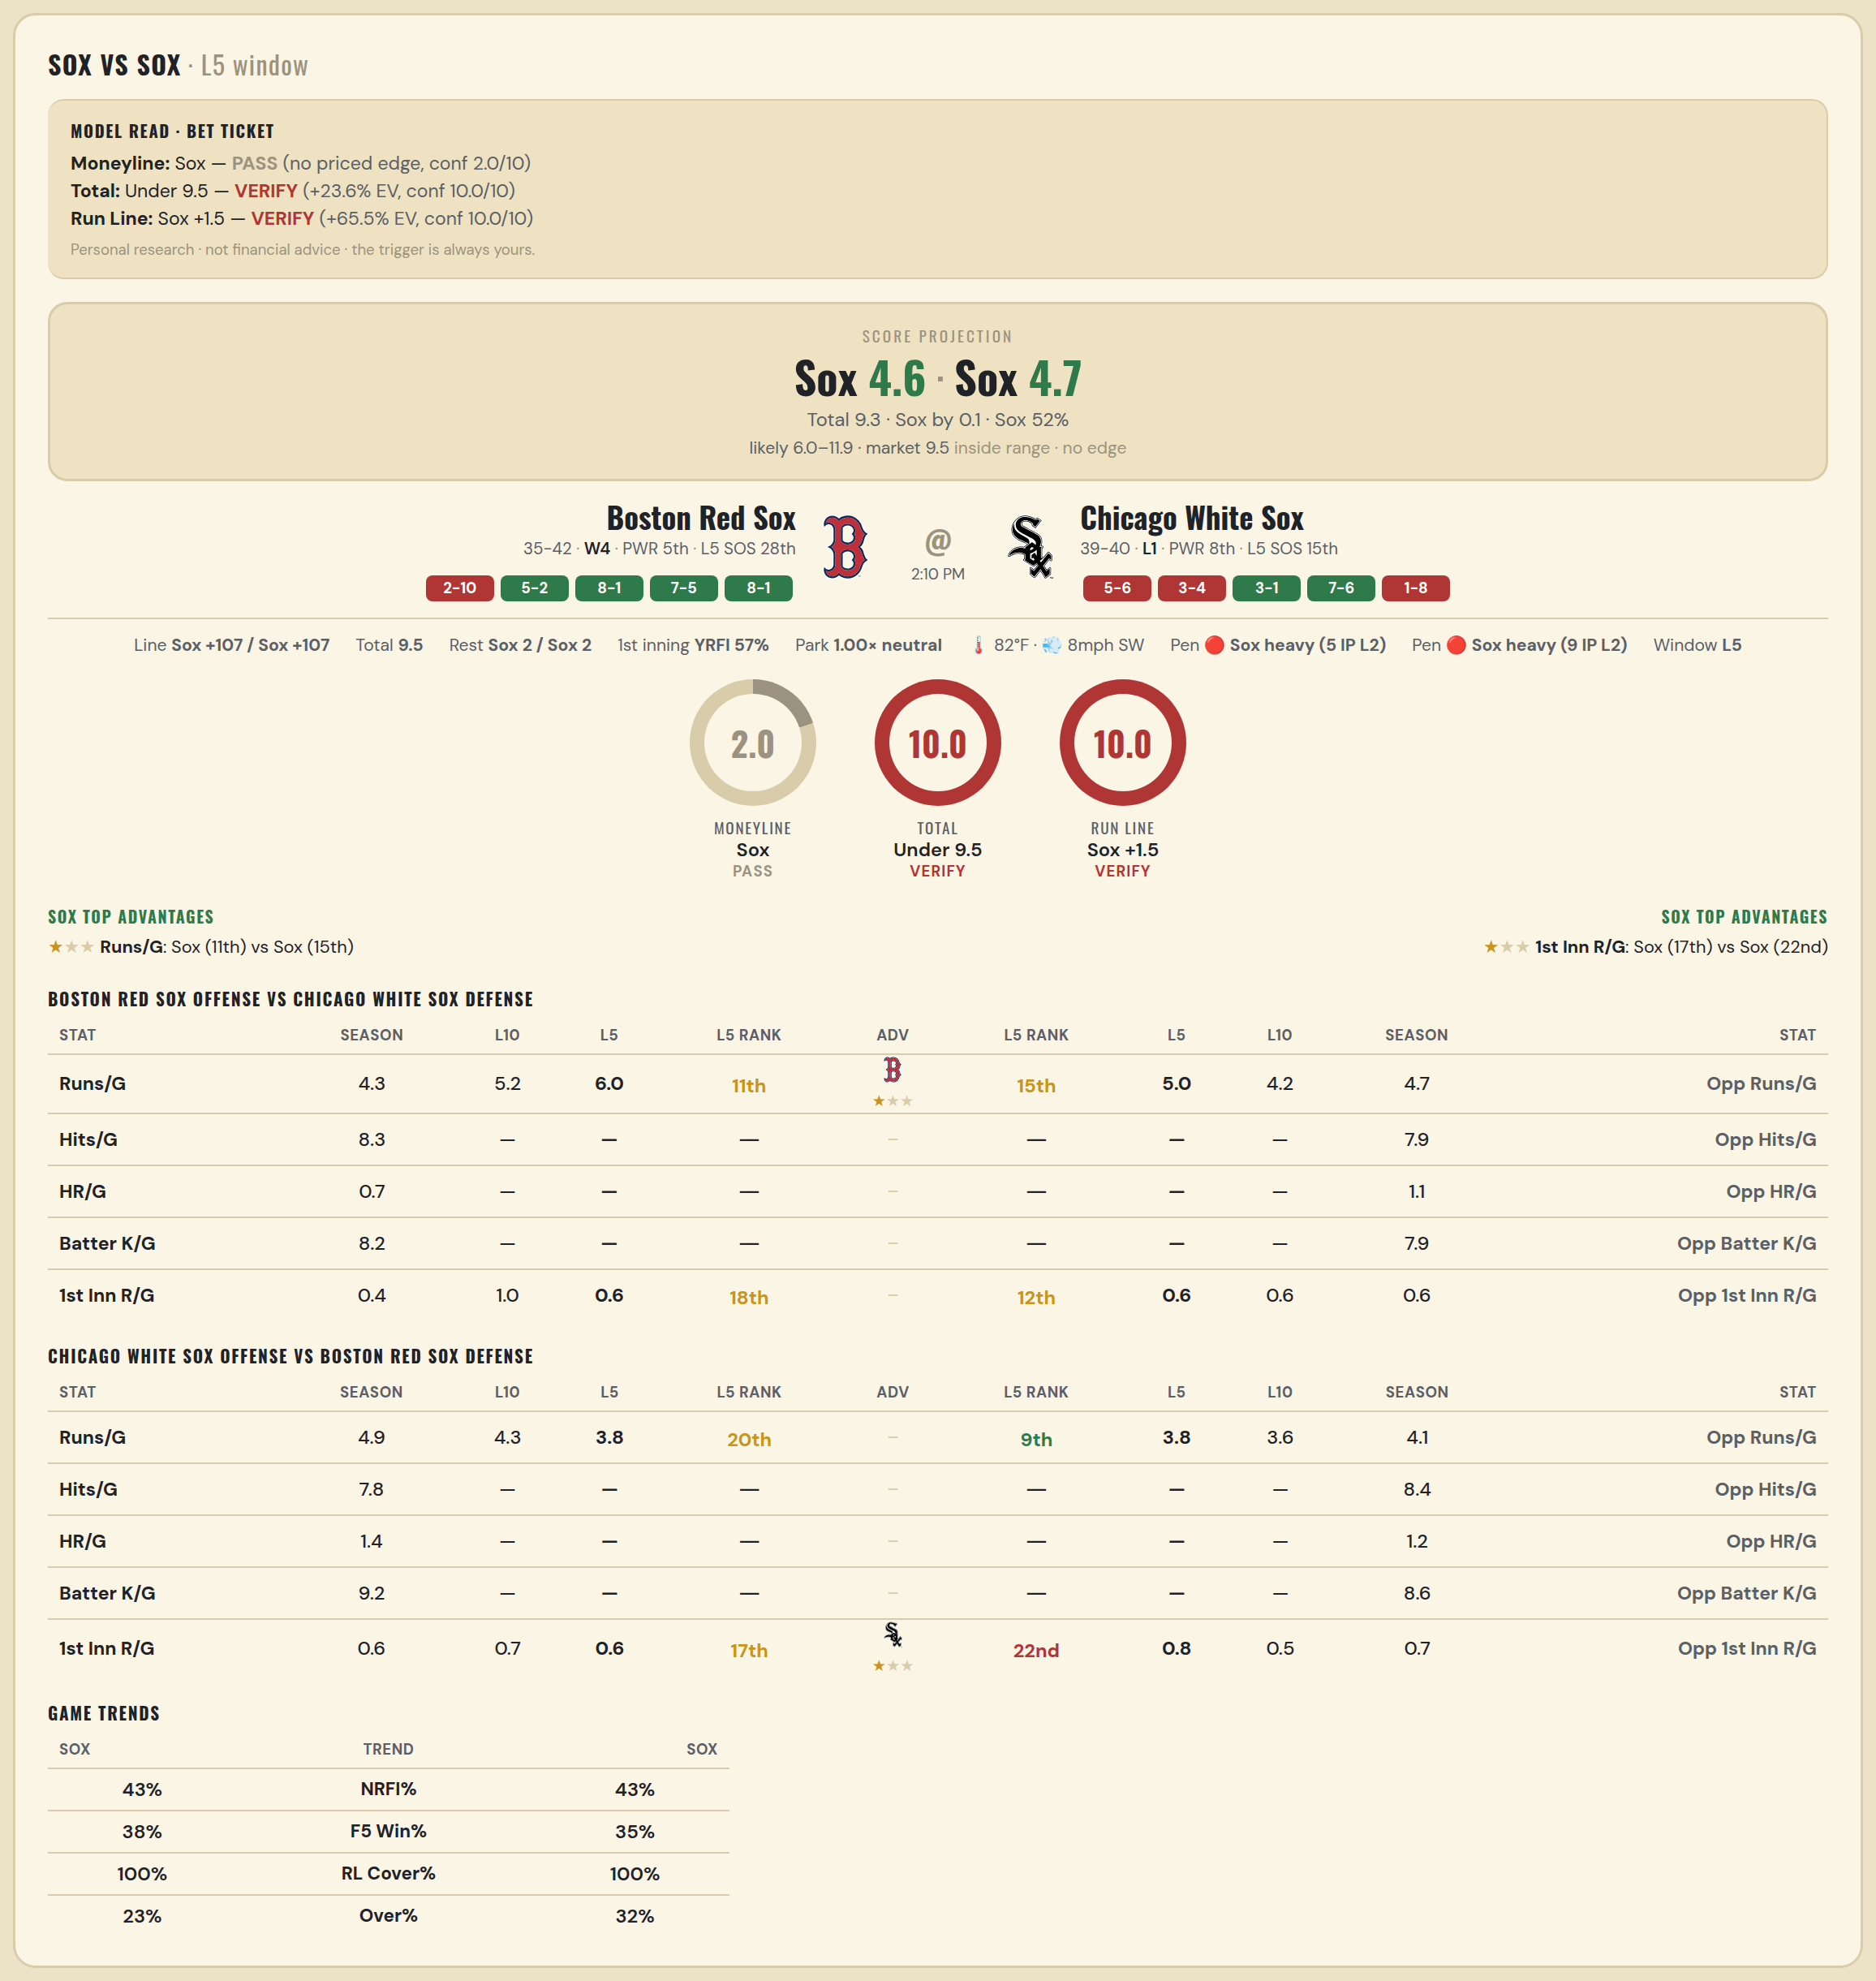 SOX VS SOX · L5 window
MODEL READ · BET TICKET
Moneyline: Sox — PASS (no priced edge, conf 2.0/10)
Total: Under 9.5 — VERIFY (+23.6% EV, conf 10.0/10)
Run Line: Sox +1.5 — VERIFY (+65.5% EV, conf 10.0/10)
Personal research · not financial advice · the trigger is always yours.
SCORE PROJECTION
Sox 4.6 · Sox 4.7
Total 9.3 · Sox by 0.1 · Sox 52%
likely 6.0–11.9 · market 9.5 inside range · no edge
Boston Red Sox B @ Sox Chicago White Sox
35-42 · W4 · PWR 5th · L5 SOS 28th 2:10 PM 39-40 · L1 · PWR 8th · L5 SOS 15th
2-10 5-2 8-1 7-5 8-1 5-6 3-4 3-1 7-6 1-8
Line Sox +107 / Sox +107 Total 9.5 Rest Sox 2 / Sox 2 1st inning YRFI 57% Park 1.00× neutral 🌡️ 82°F · 💨 8mph SW Pen 🔴 Sox heavy (5 IP L2) Pen 🔴 Sox heavy (9 IP L2) Window L5
2.0 10.0 10.0
MONEYLINE TOTAL RUN LINE
Sox Under 9.5 Sox +1.5
PASS VERIFY VERIFY
SOX TOP ADVANTAGES SOX TOP ADVANTAGES
★★★ Runs/G: Sox (11th) vs Sox (15th) ★★★ 1st Inn R/G: Sox (17th) vs Sox (22nd)
BOSTON RED SOX OFFENSE VS CHICAGO WHITE SOX DEFENSE
STAT SEASON L10 L5 L5 RANK ADV L5 RANK L5 L10 SEASON STAT
Runs/G 4.3 5.2 6.0 11th B ★★★ 15th 5.0 4.2 4.7 Opp Runs/G
Hits/G 8.3 — — — — — — — 7.9 Opp Hits/G
HR/G 0.7 — — — — — — — 1.1 Opp HR/G
Batter K/G 8.2 — — — — — — — 7.9 Opp Batter K/G
1st Inn R/G 0.4 1.0 0.6 18th — 12th 0.6 0.6 0.6 Opp 1st Inn R/G
CHICAGO WHITE SOX OFFENSE VS BOSTON RED SOX DEFENSE
STAT SEASON L10 L5 L5 RANK ADV L5 RANK L5 L10 SEASON STAT
Runs/G 4.9 4.3 3.8 20th — 9th 3.8 3.6 4.1 Opp Runs/G
Hits/G 7.8 — — — — — — — 8.4 Opp Hits/G
HR/G 1.4 — — — — — — — 1.2 Opp HR/G
Batter K/G 9.2 — — — — — — — 8.6 Opp Batter K/G
1st Inn R/G 0.6 0.7 0.6 17th Sox ★★★ 22nd 0.8 0.5 0.7 Opp 1st Inn R/G
GAME TRENDS
SOX TREND SOX
43% NRFI% 43%
38% F5 Win% 35%
100% RL Cover% 100%
23% Over% 32%